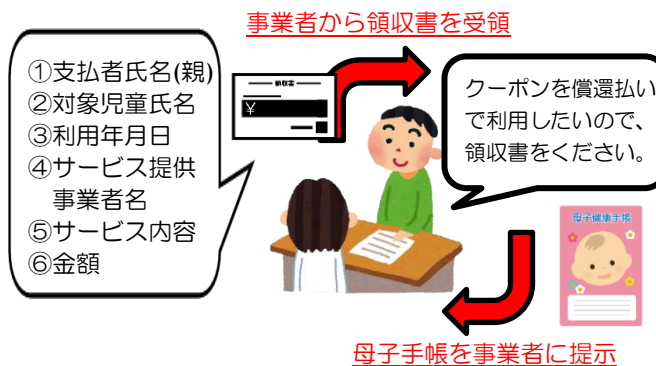 事業者から領収書を受領
①支払者氏名(親)
②対象児童氏名
③利用年月日
④サービス提供
事業者名
⑤サービス内容
⑥金額
領収書
¥
クーポンを償還払い
で利用したいので、
領収書をください。
母子健康手帳
母子手帳を事業者に提示